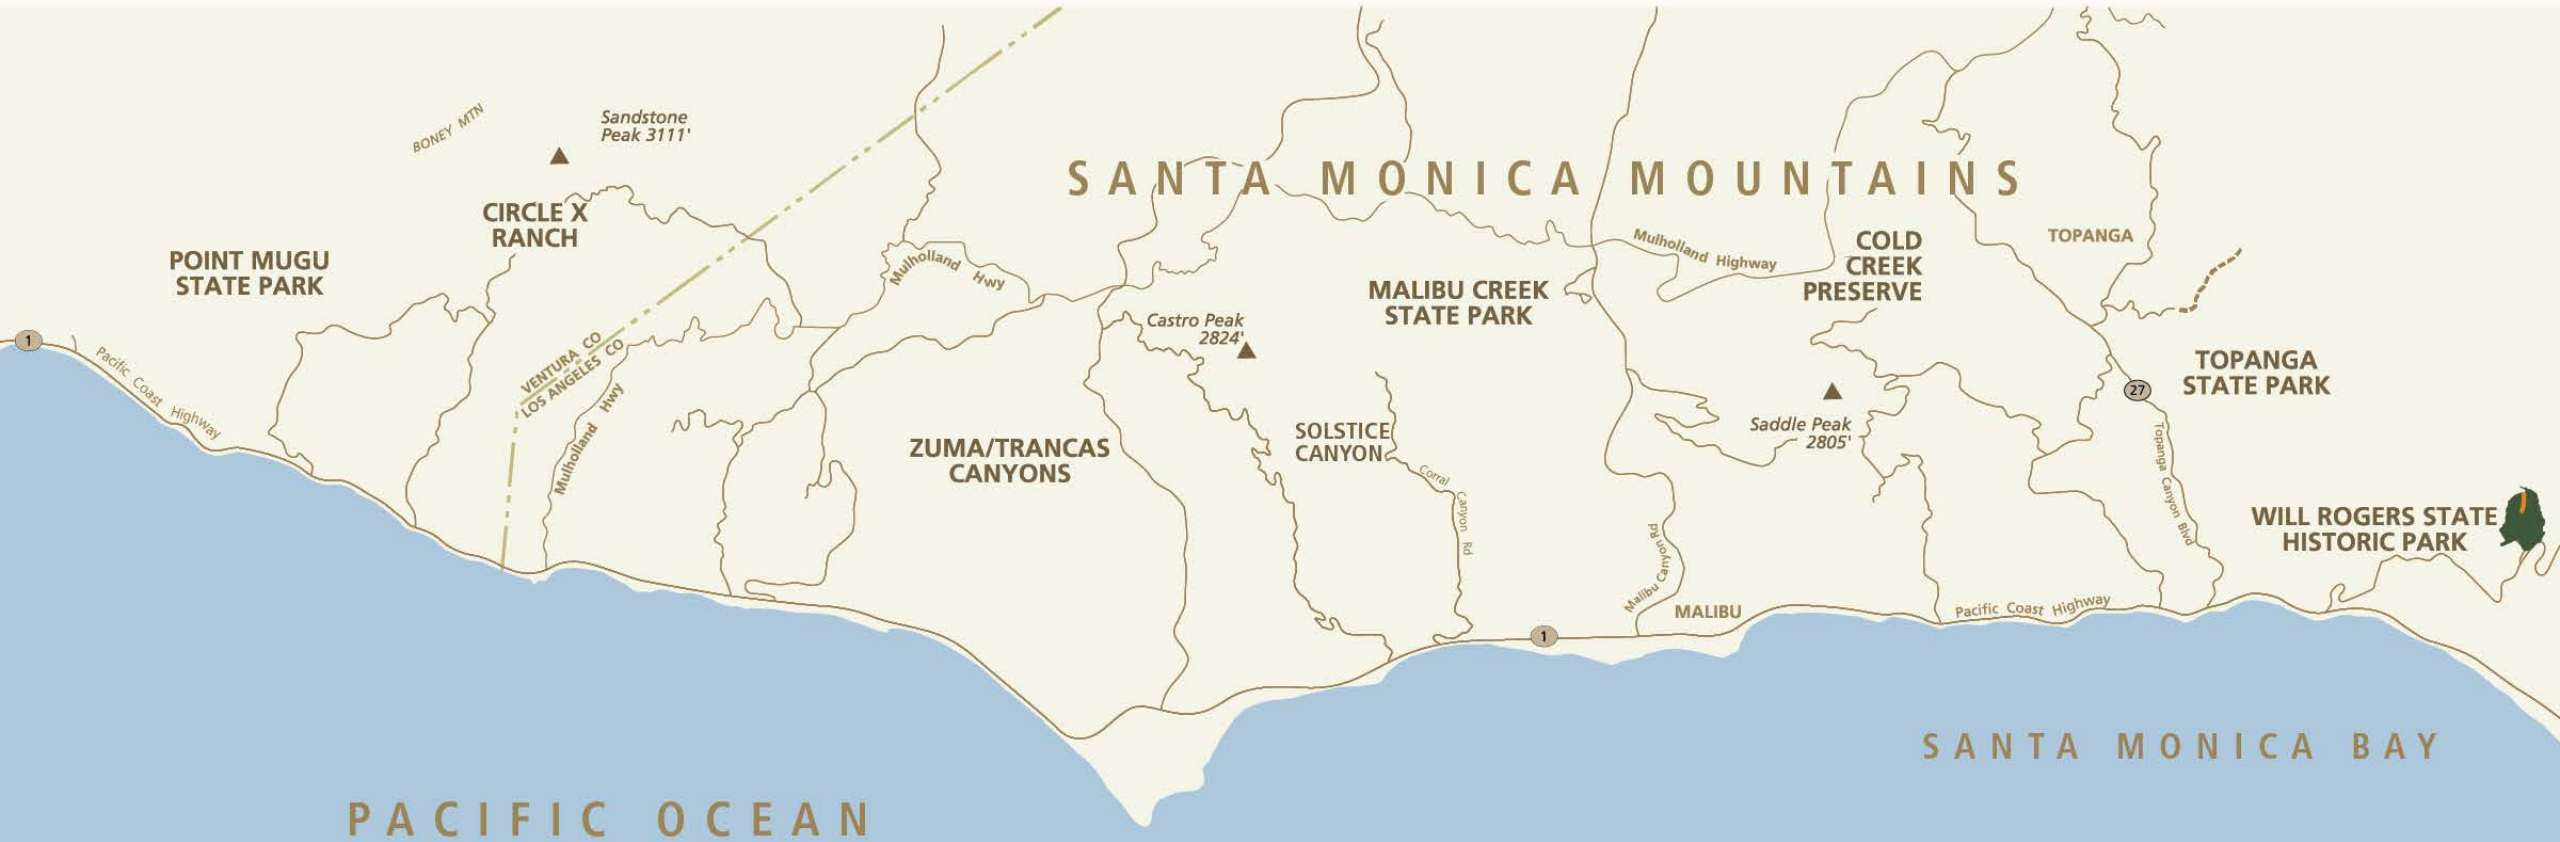 BONEY MTN
Sandstone
Peak 3111'
SANTA MONICA MOUNTAINS
CIRCLE X
RANCH
POINT MUGU
STATE PARK
Mulholland Hwy
Mulholland Highway
COLD
CREEK
PRESERVE
TOPANGA
MALIBU CREEK
STATE PARK
Castro Peak
2824'
1
Pacific Coast Highway
VENTURA CO
LOS ANGELES CO
Mulholland Hwy
TOPANGA
STATE PARK
27
Saddle Peak
2805'
ZUMA/TRANCAS
CANYONS
SOLSTICE
CANYON
Corral Canyon Rd
Topanga Canyon Blvd
WILL ROGERS STATE
HISTORIC PARK
Malibu Canyon Rd
MALIBU
Pacific Coast Highway
1
SANTA MONICA BAY
PACIFIC OCEAN